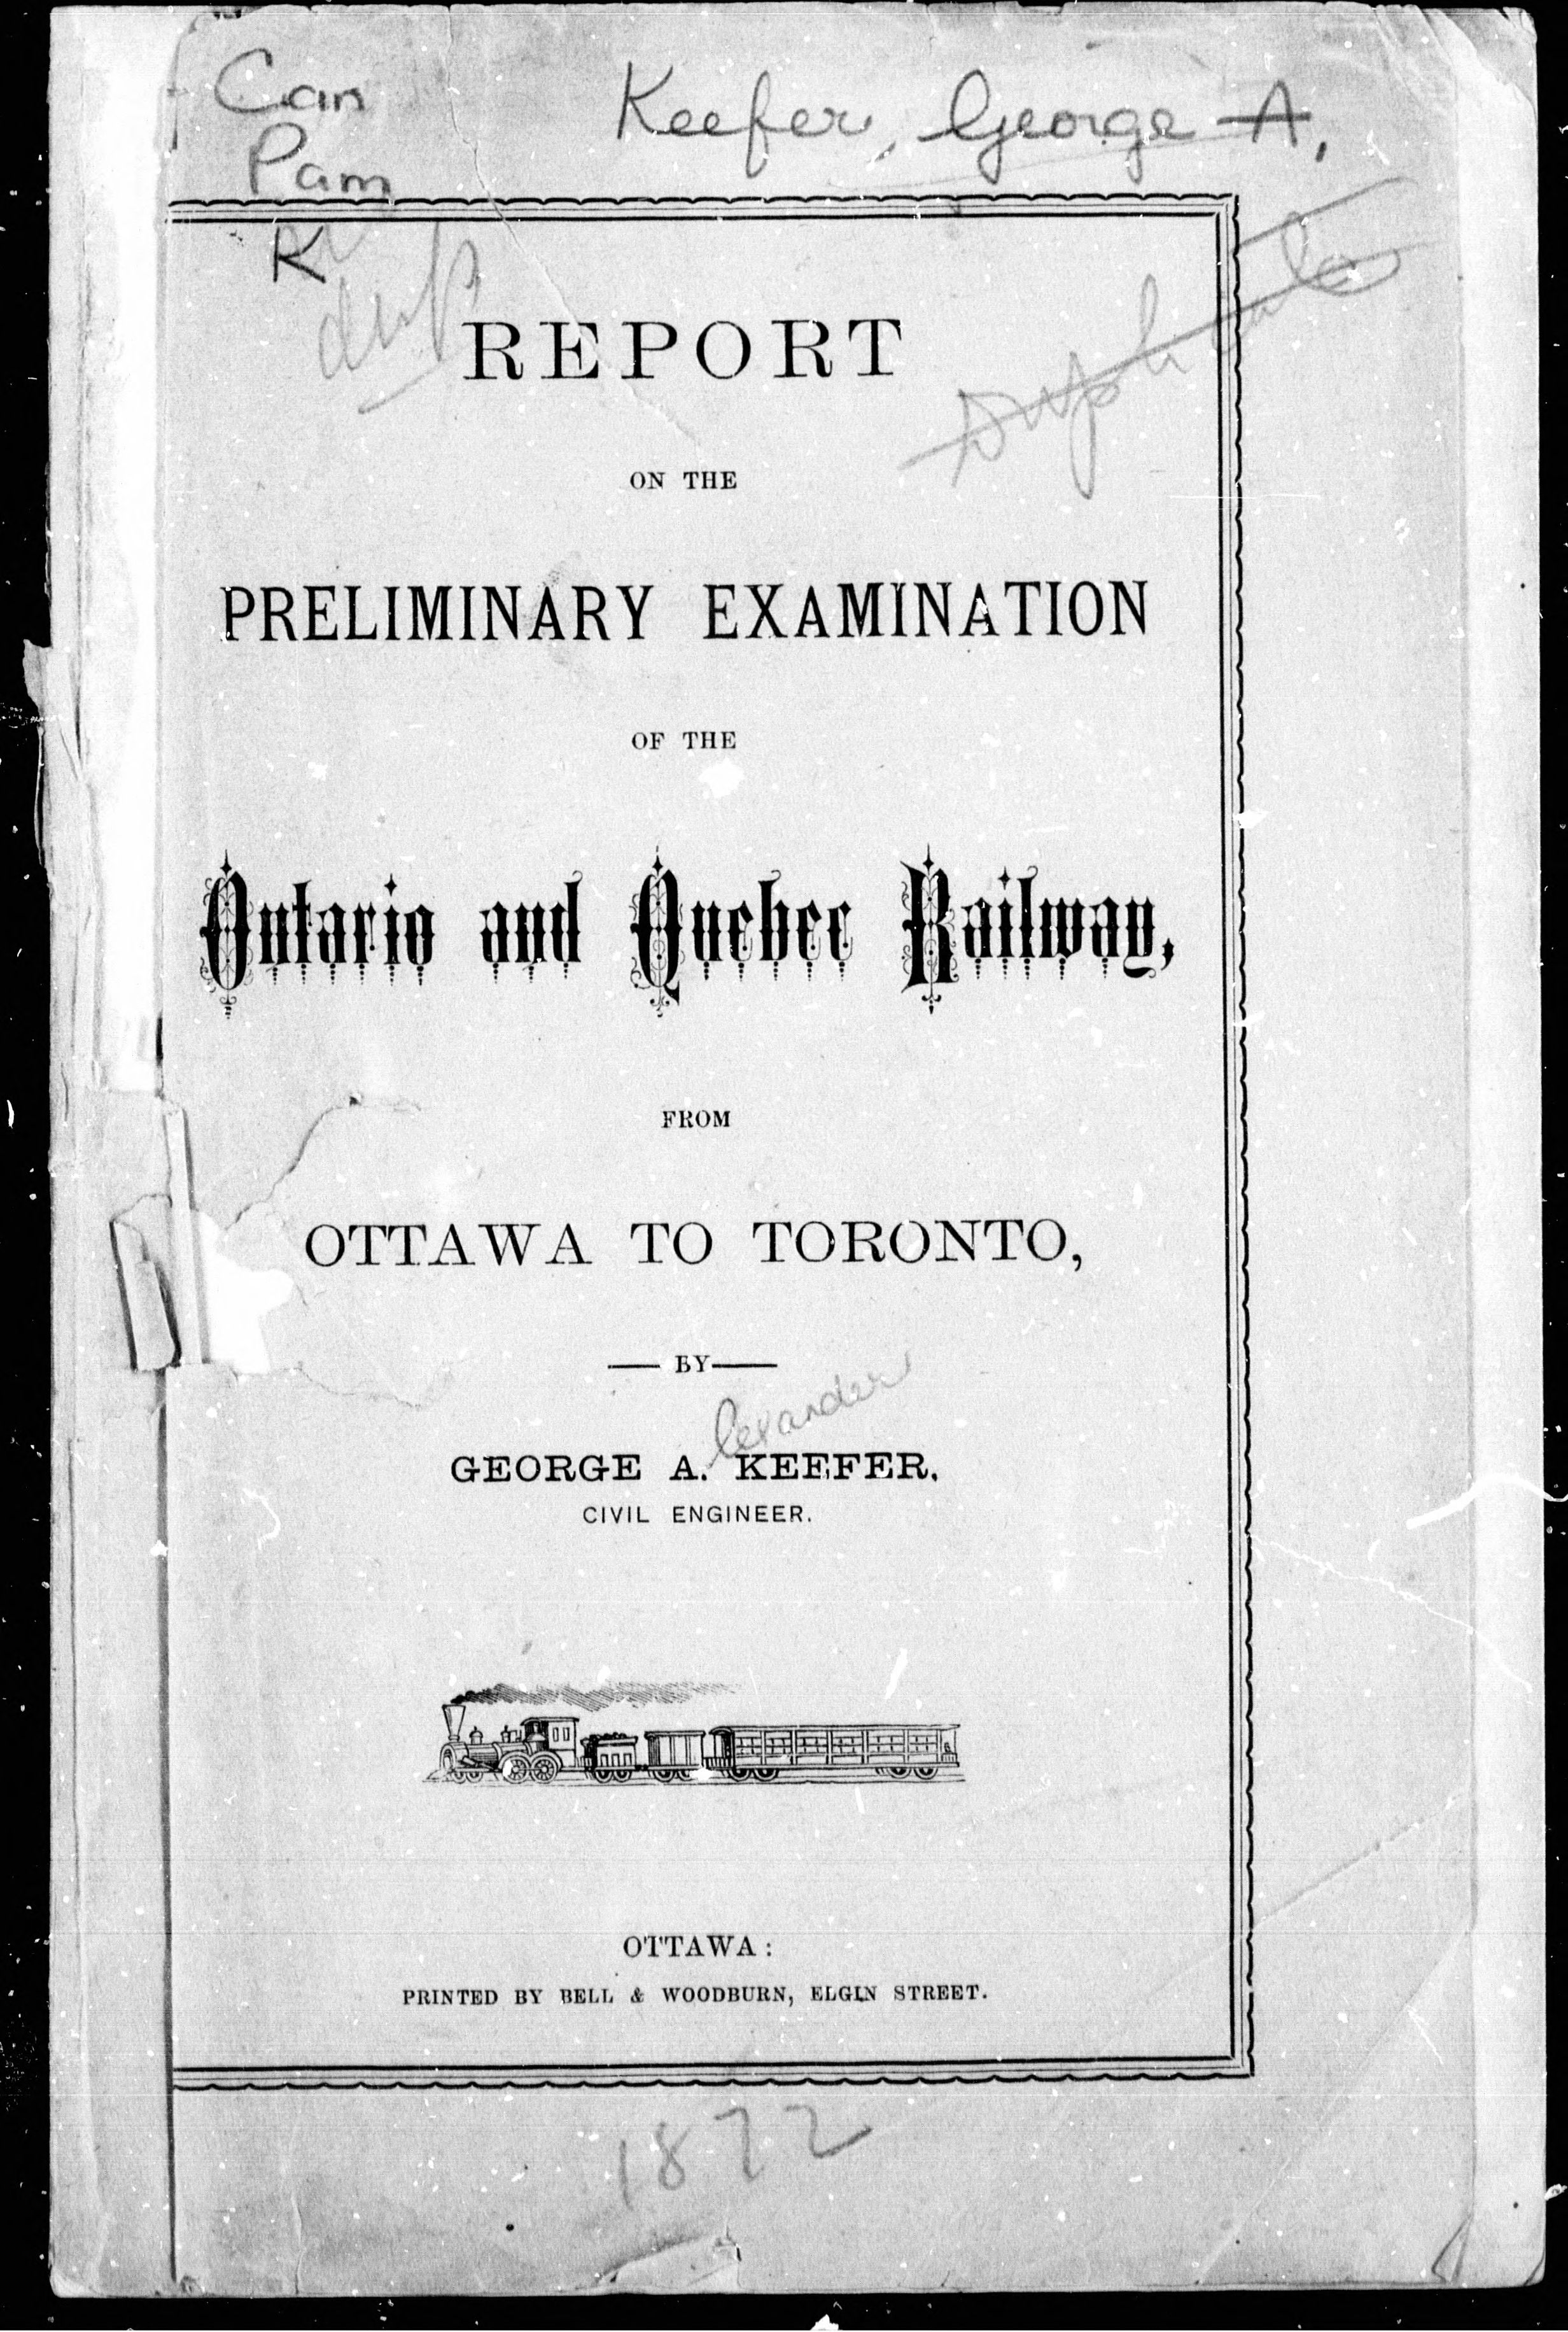 Can
Pam
K
Keefer, George A,
dup
REPORT
ON THE
PRELIMINARY EXAMINATION
OF THE
Ontario and Quebec Railway,
FROM
OTTAWA TO TORONTO,
BY
lexander
GEORGE A. KEEFER,
CIVIL ENGINEER.
OTTAWA:
PRINTED BY BELL & WOODBURN, ELGIN STREET.
1872